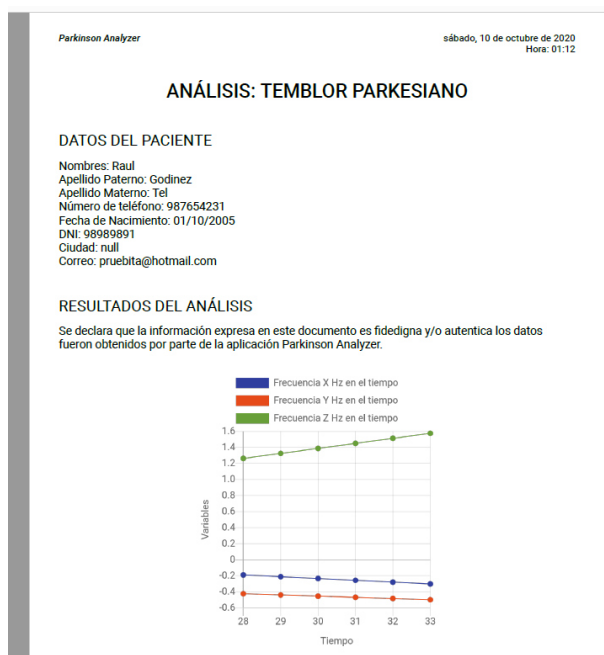 Parkinson Analyzer
sábado, 10 de octubre de 2020
Hora: 01:12
ANÁLISIS: TEMBLOR PARKESIANO
DATOS DEL PACIENTE
Nombres: Raul
Apellido Paterno: Godinez
Apellido Materno: Tel
Número de teléfono: 987654231
Fecha de Nacimiento: 01/10/2005
DNI: 98989891
Ciudad: null
Correo: pruebita@hotmail.com
RESULTADOS DEL ANÁLISIS
Se declara que la información expresa en este documento es fidedigna y/o autentica los datos
fueron obtenidos por parte de la aplicación Parkinson Analyzer.
Frecuencia X Hz en el tiempo
Frecuencia Y Hz en el tiempo
Frecuencia Z Hz en el tiempo
1.6
1.4
1.2
1.0
0.8
0.6
0.4
0.2
0
-0.2
-0.4
-0.6
Variables
28 29 30 31 32 33
Tiempo